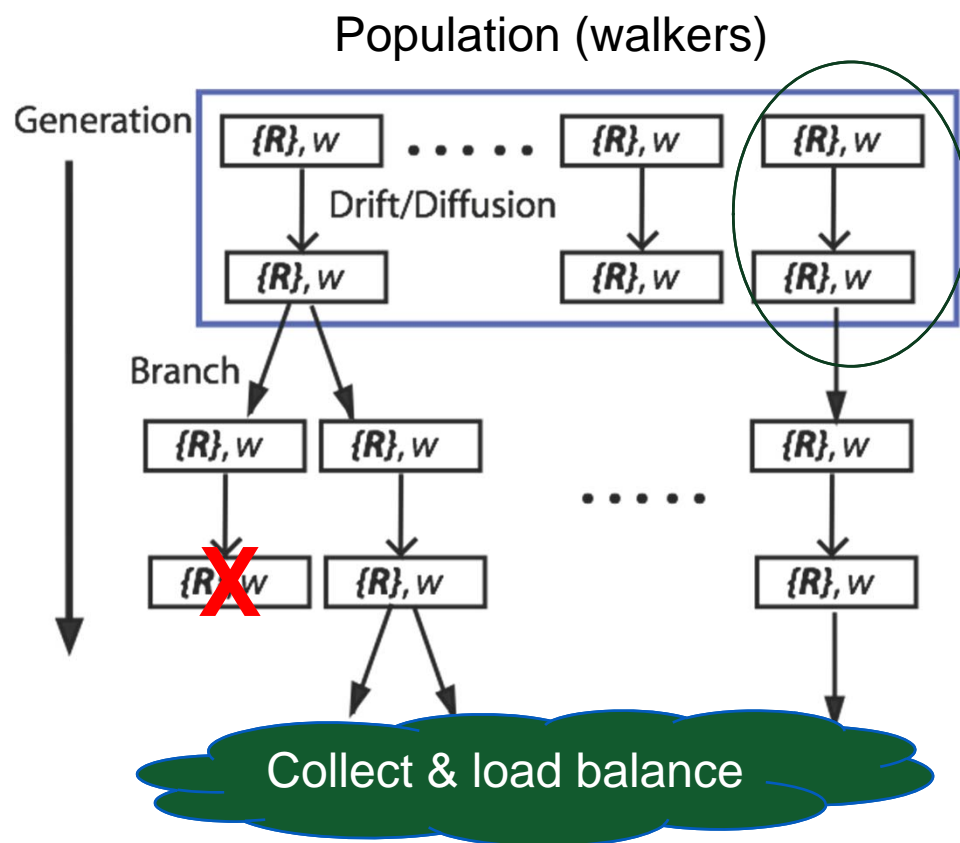 Population (walkers)
Generation
{R}, w ..... {R}, w {R}, w
Drift/Diffusion
{R}, w {R}, w {R}, w
Branch
{R}, w {R}, w {R}, w
.....
{R}, w {R}, w {R}, w
X
Collect & load balance